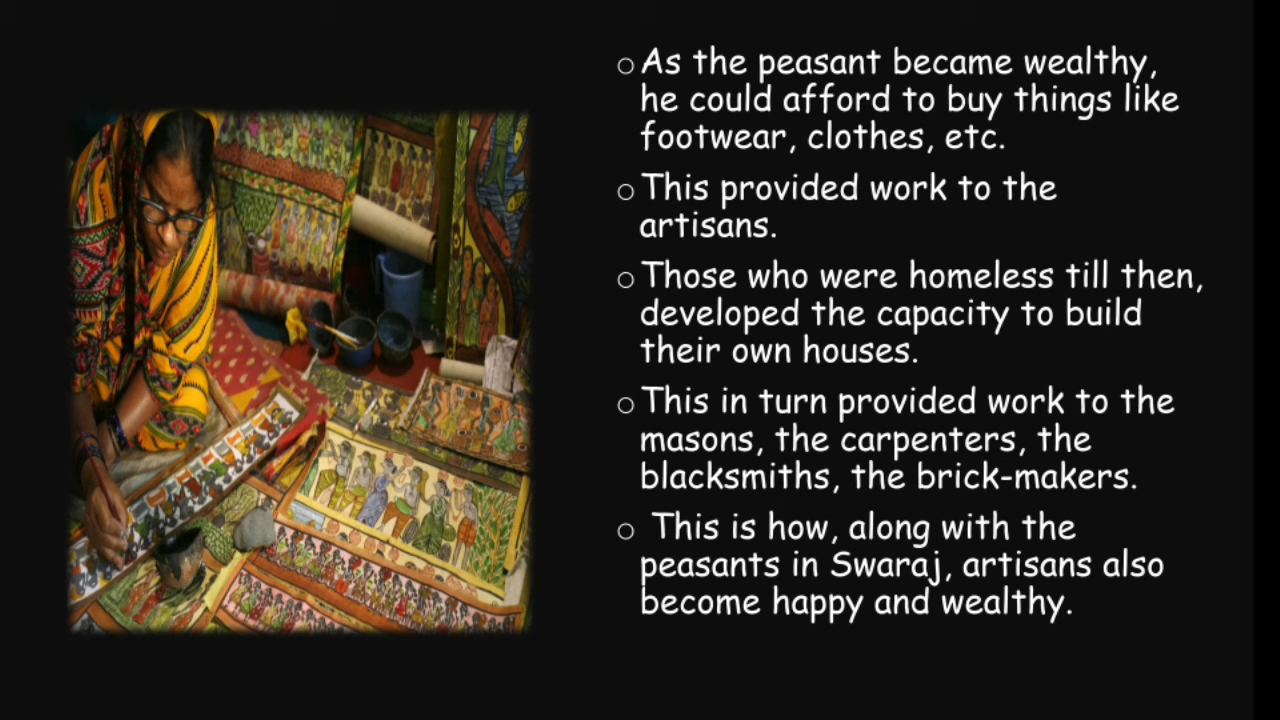 ○ As the peasant became wealthy,
he could afford to buy things like
footwear, clothes, etc.
○ This provided work to the
artisans.
○ Those who were homeless till then,
developed the capacity to build
their own houses.
○ This in turn provided work to the
masons, the carpenters, the
blacksmiths, the brick-makers.
○ This is how, along with the
peasants in Swaraj, artisans also
become happy and wealthy.